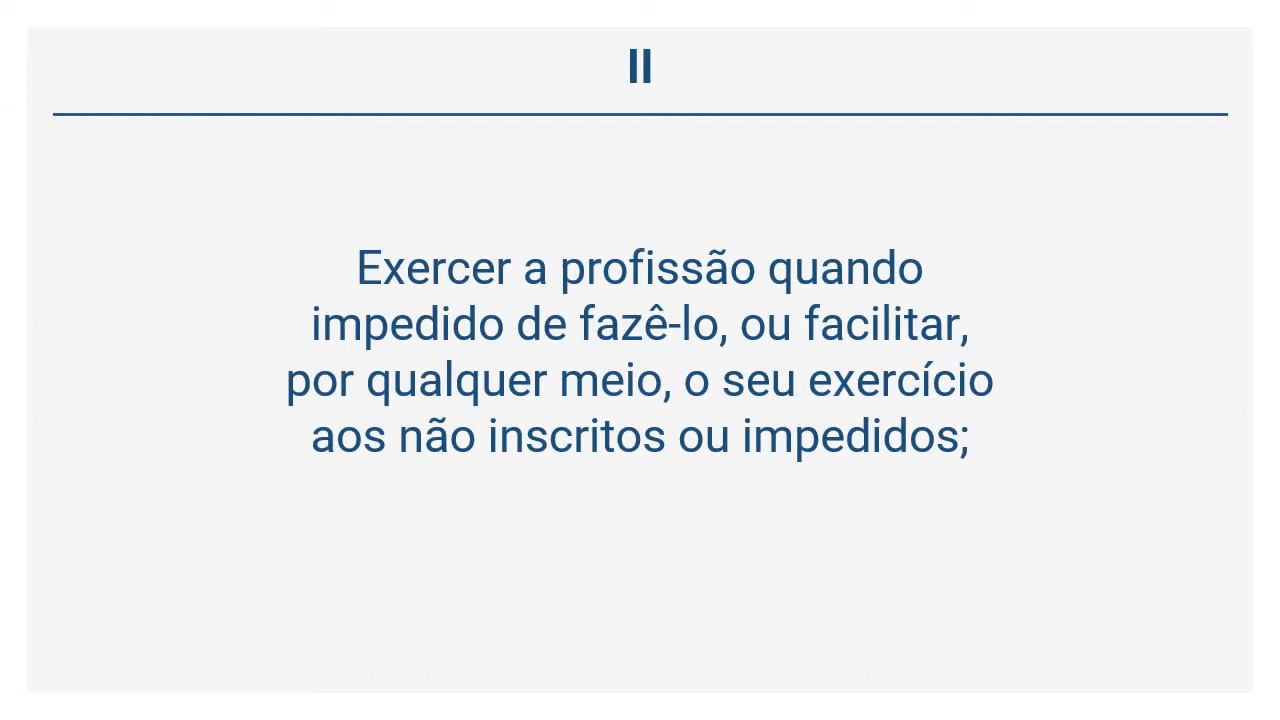 II
Exercer a profissão quando
impedido de fazê-lo, ou facilitar,
por qualquer meio, o seu exercício
aos não inscritos ou impedidos;